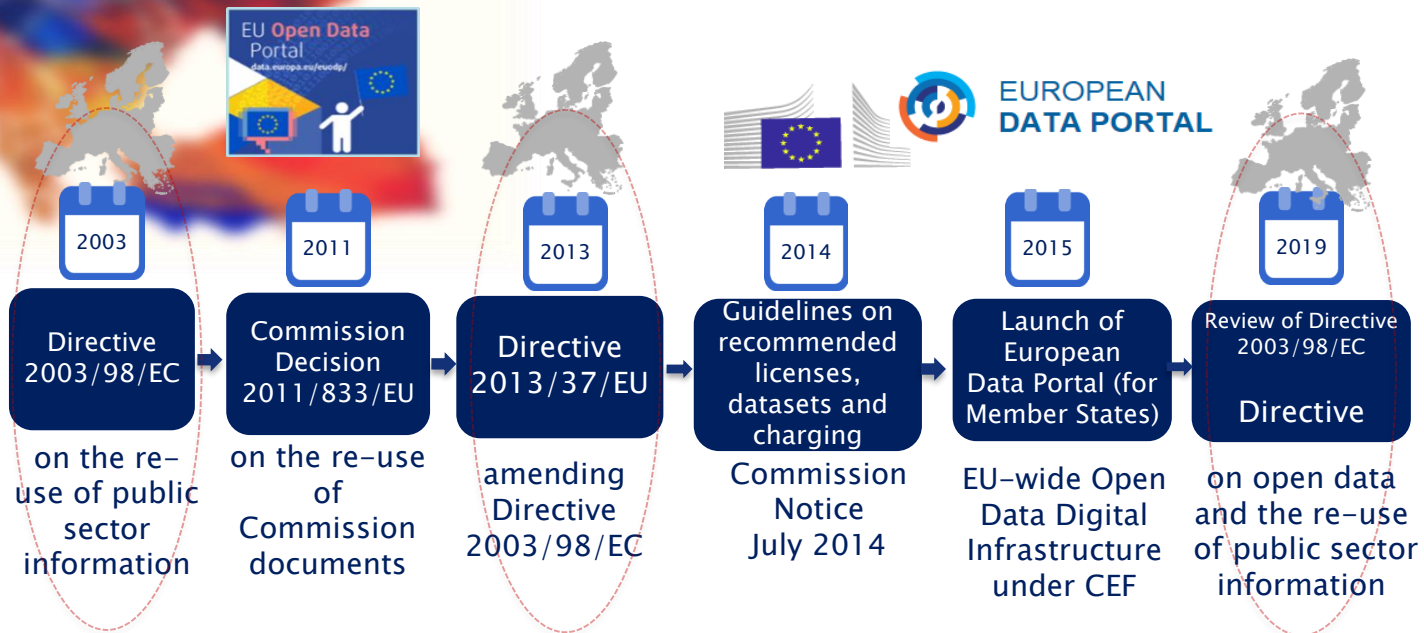 EU Open Data
Portal
data.europa.eu/euodp/
EUROPEAN
DATA PORTAL
2003
2011
2013
2014
2015
2019
Directive
2003/98/EC
on the re-
use of public
sector
information
Commission
Decision
2011/833/EU
on the re-use
of
Commission
documents
Directive
2013/37/EU
amending
Directive
2003/98/EC
Guidelines on
recommended
licenses,
datasets and
charging
Commission
Notice
July 2014
Launch of
European
Data Portal (for
Member States)
EU-wide Open
Data Digital
Infrastructure
under CEF
Review of Directive
2003/98/EC
Directive
on open data
and the re-use
of public sector
information